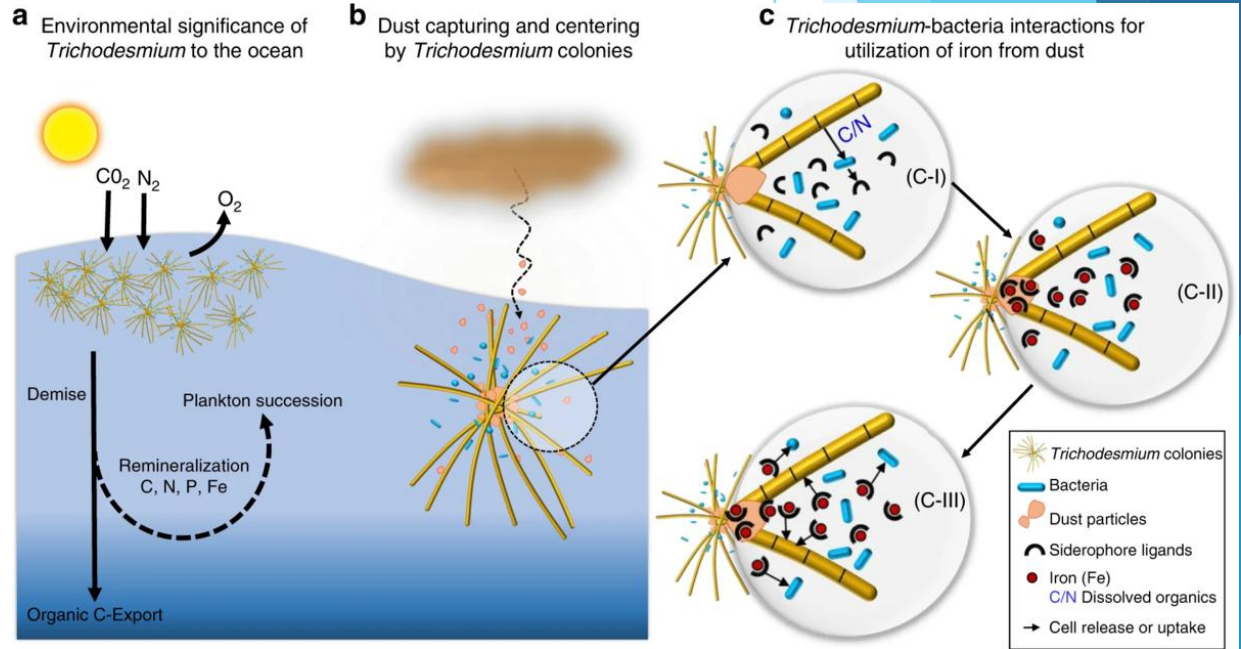 a Environmental significance of
Trichodesmium to the ocean
CO₂ N₂
O₂
Demise
Plankton succession
Remineralization
C, N, P, Fe
Organic C-Export
b Dust capturing and centering
by Trichodesmium colonies
c Trichodesmium-bacteria interactions for
utilization of iron from dust
C/N
(C-I)
(C-II)
(C-III)
Trichodesmium colonies
Bacteria
Dust particles
Siderophore ligands
Iron (Fe)
C/N Dissolved organics
Cell release or uptake